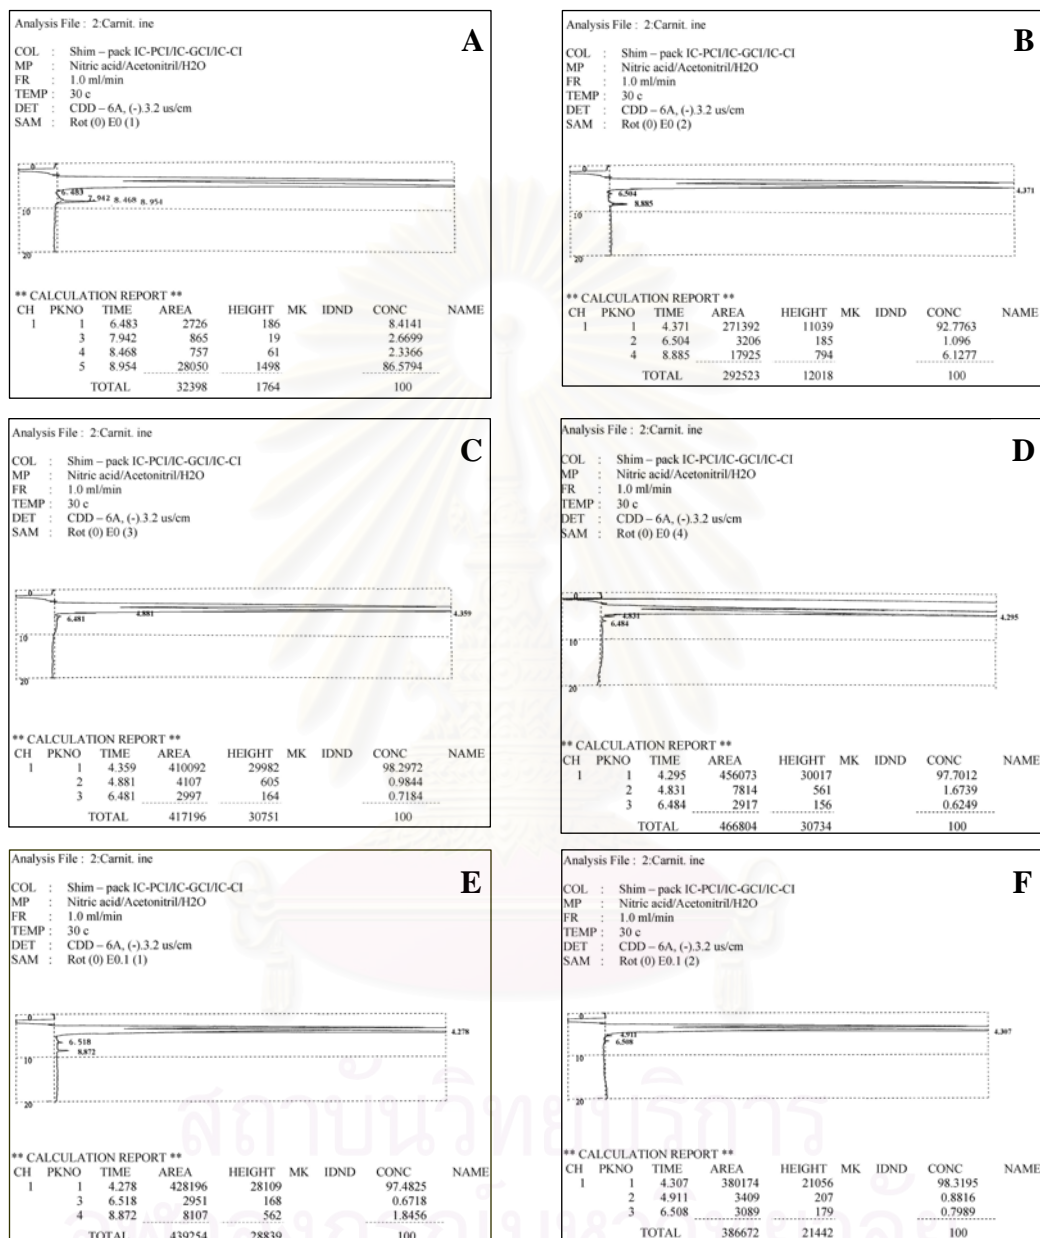 Analysis File : 2:Carnit. ine
A
COL : Shim – pack IC-PCI/IC-GCI/IC-CI
MP : Nitric acid/Acetonitril/H2O
FR : 1.0 ml/min
TEMP : 30 c
DET : CDD – 6A, (-).3.2 us/cm
SAM : Rot (0) E0 (1)
0
6.483
7.942 8.468 8.954
10
20
** CALCULATION REPORT **
CH PKNO TIME AREA HEIGHT MK IDND CONC NAME
1 1 6.483 2726 186 8.4141
3 7.942 865 19 2.6699
4 8.468 757 61 2.3366
5 8.954 28050 1498 86.5794
TOTAL 32398 1764 100
Analysis File : 2:Carnit. ine
B
COL : Shim – pack IC-PCI/IC-GCI/IC-CI
MP : Nitric acid/Acetonitril/H2O
FR : 1.0 ml/min
TEMP : 30 c
DET : CDD – 6A, (-).3.2 us/cm
SAM : Rot (0) E0 (2)
0
4.371
6.504
8.885
10
20
** CALCULATION REPORT **
CH PKNO TIME AREA HEIGHT MK IDND CONC NAME
1 1 4.371 271392 11039 92.7763
2 6.504 3206 185 1.096
4 8.885 17925 794 6.1277
TOTAL 292523 12018 100
Analysis File : 2:Carnit. ine
C
COL : Shim – pack IC-PCI/IC-GCI/IC-CI
MP : Nitric acid/Acetonitril/H2O
FR : 1.0 ml/min
TEMP : 30 c
DET : CDD – 6A, (-).3.2 us/cm
SAM : Rot (0) E0 (3)
0
4.881 4.359
6.481
10
20
** CALCULATION REPORT **
CH PKNO TIME AREA HEIGHT MK IDND CONC NAME
1 1 4.359 410092 29982 98.2972
2 4.881 4107 605 0.9844
3 6.481 2997 164 0.7184
TOTAL 417196 30751 100
Analysis File : 2:Carnit. ine
D
COL : Shim – pack IC-PCI/IC-GCI/IC-CI
MP : Nitric acid/Acetonitril/H2O
FR : 1.0 ml/min
TEMP : 30 c
DET : CDD – 6A, (-).3.2 us/cm
SAM : Rot (0) E0 (4)
0
4.831 4.295
6.484
10
20
** CALCULATION REPORT **
CH PKNO TIME AREA HEIGHT MK IDND CONC NAME
1 1 4.295 456073 30017 97.7012
2 4.831 7814 561 1.6739
3 6.484 2917 156 0.6249
TOTAL 466804 30734 100
Analysis File : 2:Carnit. ine
E
COL : Shim – pack IC-PCI/IC-GCI/IC-CI
MP : Nitric acid/Acetonitril/H2O
FR : 1.0 ml/min
TEMP : 30 c
DET : CDD – 6A, (-).3.2 us/cm
SAM : Rot (0) E0.1 (1)
0
4.278
6. 518
8.872
10
20
** CALCULATION REPORT **
CH PKNO TIME AREA HEIGHT MK IDND CONC NAME
1 1 4.278 428196 28109 97.4825
3 6.518 2951 168 0.6718
4 8.872 8107 562 1.8456
TOTAL 439254 28839 100
Analysis File : 2:Carnit. ine
F
COL : Shim – pack IC-PCI/IC-GCI/IC-CI
MP : Nitric acid/Acetonitril/H2O
FR : 1.0 ml/min
TEMP : 30 c
DET : CDD – 6A, (-).3.2 us/cm
SAM : Rot (0) E0.1 (2)
0
4.911 4.307
6.508
10
20
** CALCULATION REPORT **
CH PKNO TIME AREA HEIGHT MK IDND CONC NAME
1 1 4.307 380174 21056 98.3195
2 4.911 3409 207 0.8816
3 6.508 3089 179 0.7989
TOTAL 386672 21442 100
สถาบันวิทยบริการ